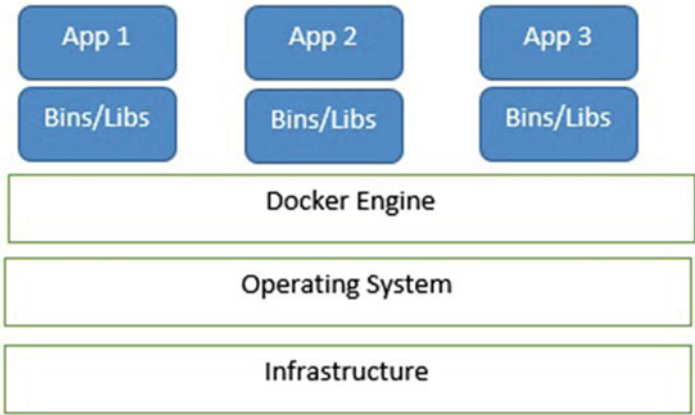 App 1
App 2
App 3
Bins/Libs
Bins/Libs
Bins/Libs
Docker Engine
Operating System
Infrastructure